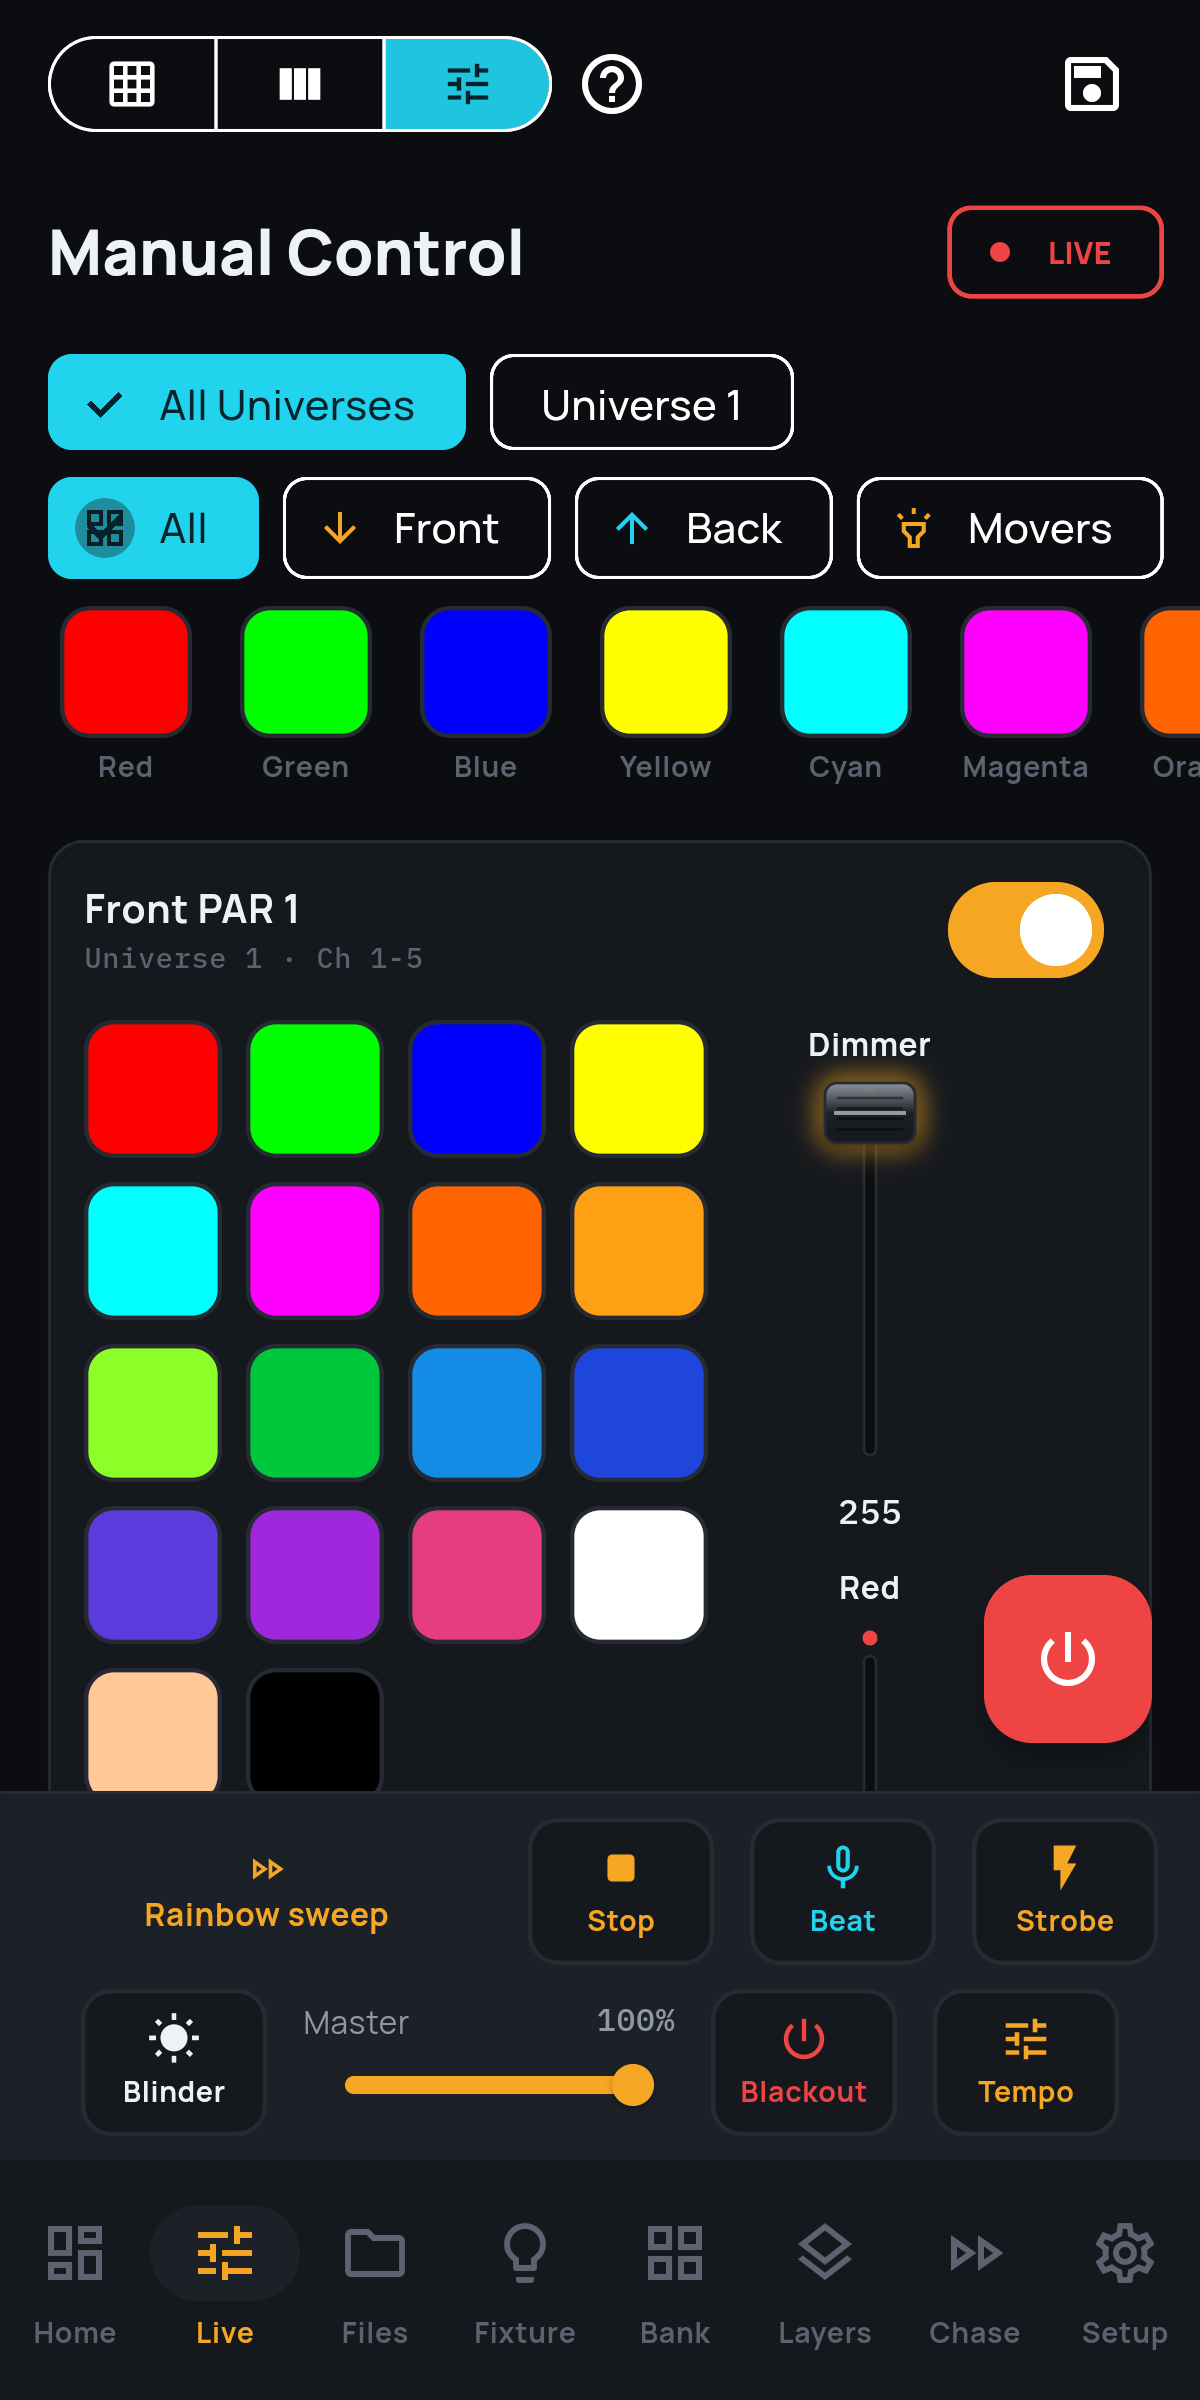 Manual Control
LIVE
All Universes
Universe 1
All
Front
Back
Movers
Red
Green
Blue
Yellow
Cyan
Magenta
Ora
Front PAR 1
Universe 1 · Ch 1-5
Dimmer
255
Red
Rainbow sweep
Stop
Beat
Strobe
Blinder
Master
100%
Blackout
Tempo
Home
Live
Files
Fixture
Bank
Layers
Chase
Setup